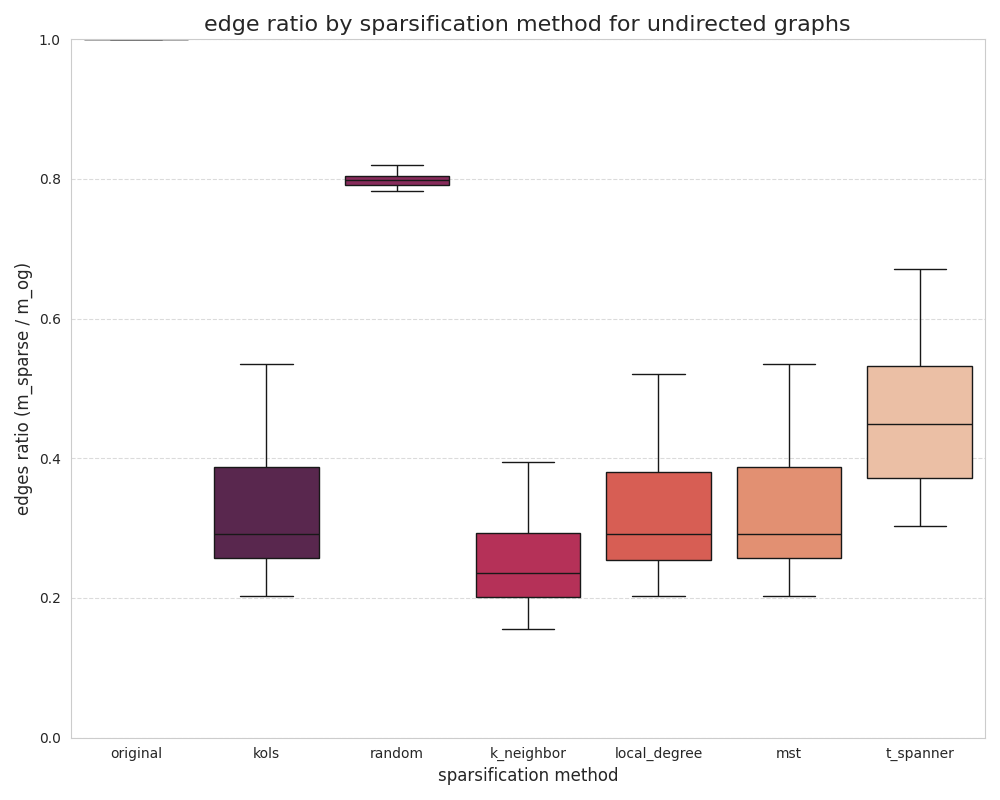 edge ratio by sparsification method for undirected graphs
edges ratio (m_sparse / m_og)
1.0
0.8
0.6
0.4
0.2
0.0
original kols random k_neighbor local_degree mst t_spanner
sparsification method